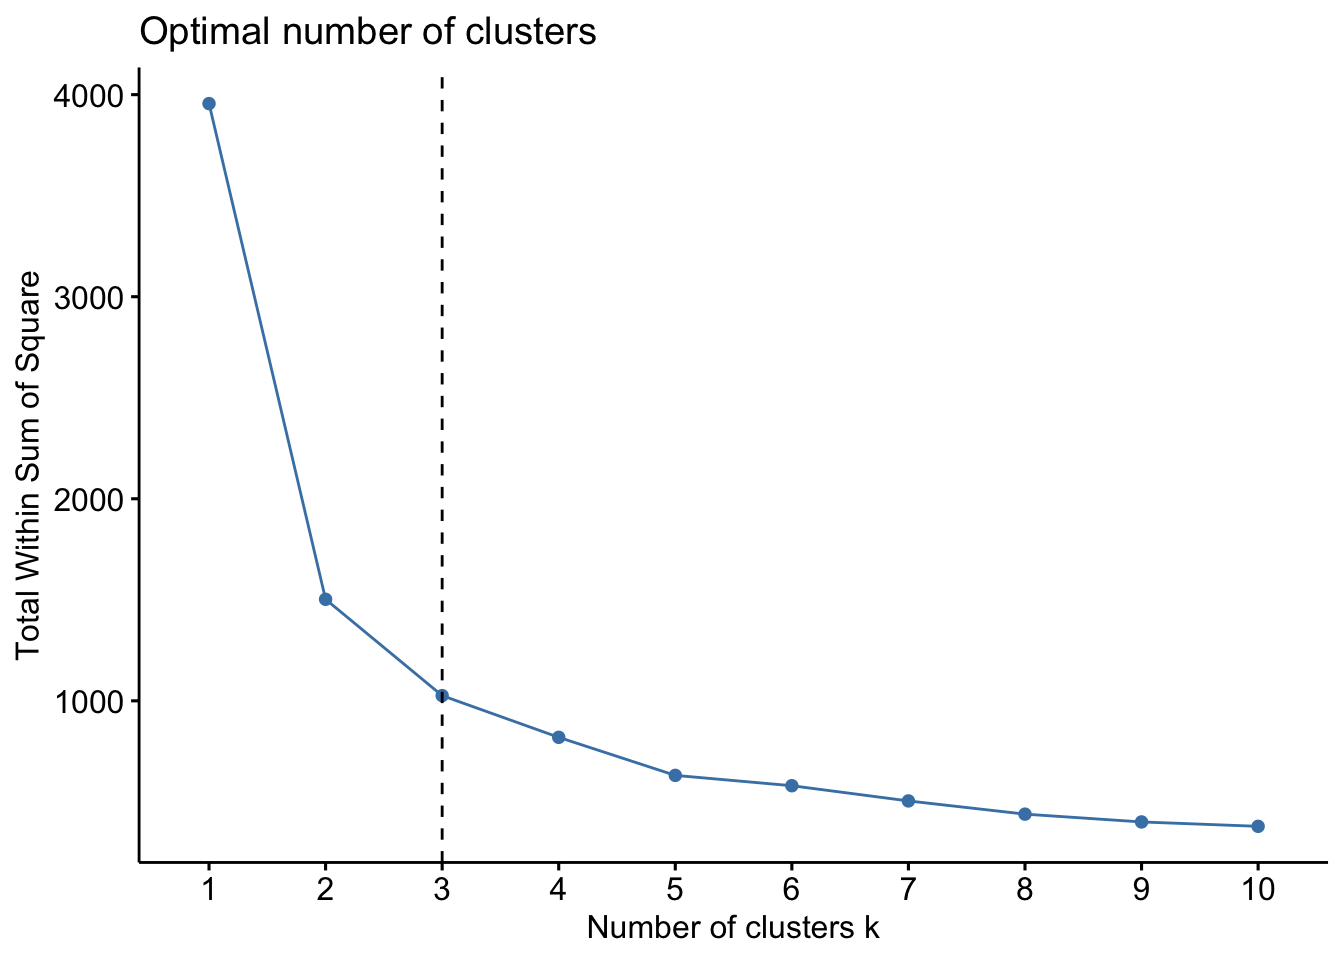 Optimal number of clusters
4000
3000
2000
1000
Total Within Sum of Square
1 2 3 4 5 6 7 8 9 10
Number of clusters k